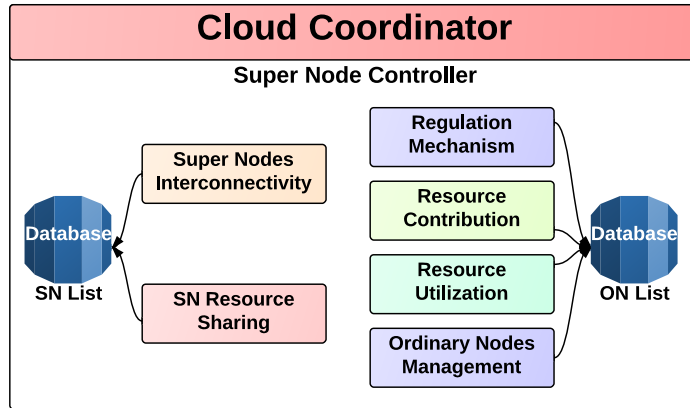 Cloud Coordinator
Super Node Controller
Super Nodes
Interconnectivity
SN Resource
Sharing
Database
SN List
Regulation
Mechanism
Resource
Contribution
Resource
Utilization
Ordinary Nodes
Management
Database
ON List